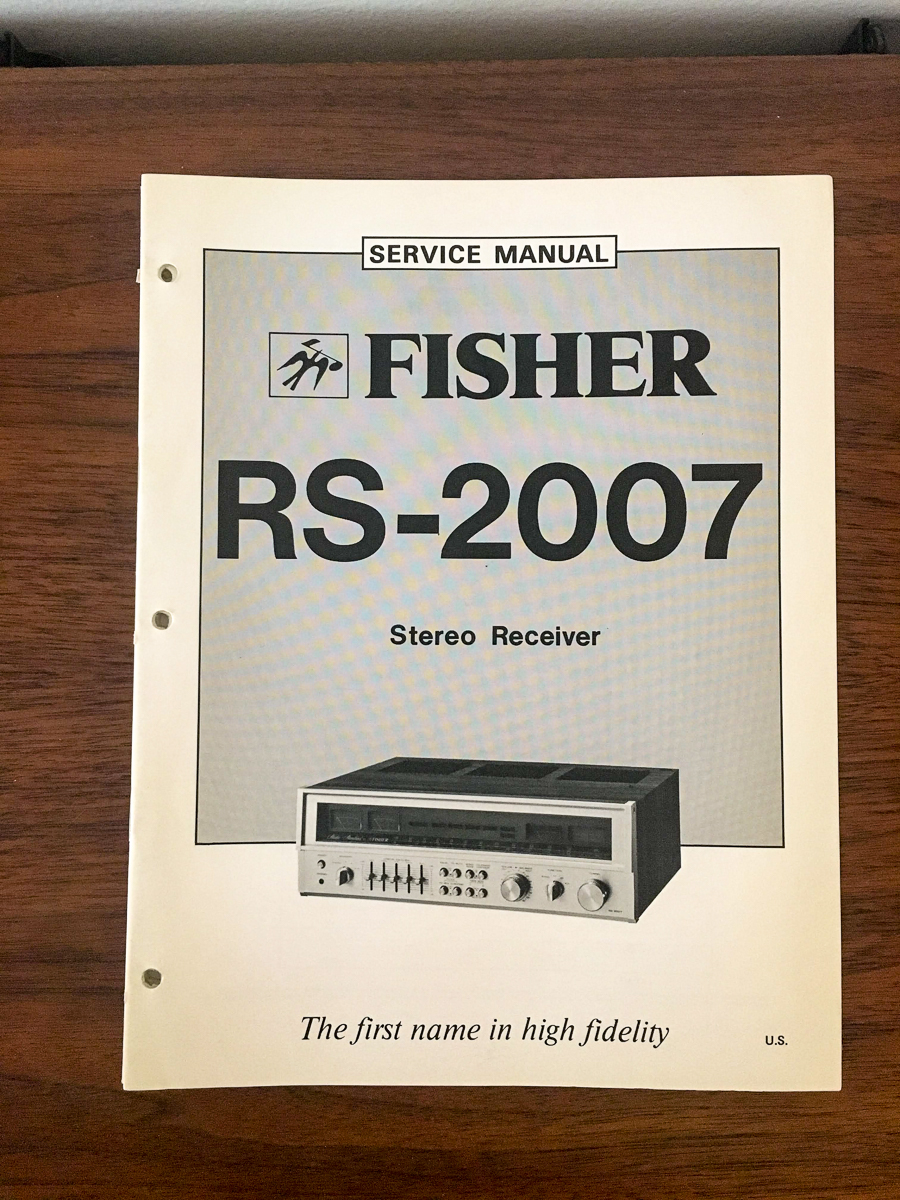 SERVICE MANUAL
FISHER
RS-2007
Stereo Receiver
The first name in high fidelity
U.S.